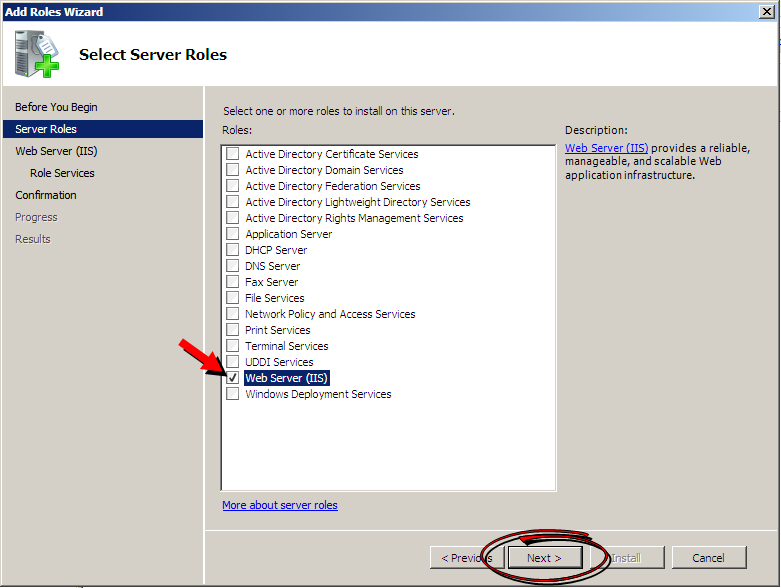 Add Roles Wizard
Select Server Roles
Before You Begin
Server Roles
Web Server (IIS)
Role Services
Confirmation
Progress
Results
Select one or more roles to install on this server.
Roles:
Active Directory Certificate Services
Active Directory Domain Services
Active Directory Federation Services
Active Directory Lightweight Directory Services
Active Directory Rights Management Services
Application Server
DHCP Server
DNS Server
Fax Server
File Services
Network Policy and Access Services
Print Services
Terminal Services
UDDI Services
Web Server (IIS)
Windows Deployment Services
More about server roles
Description:
Web Server (IIS) provides a reliable,
manageable, and scalable Web
application infrastructure.
< Previous
Next >
Install
Cancel